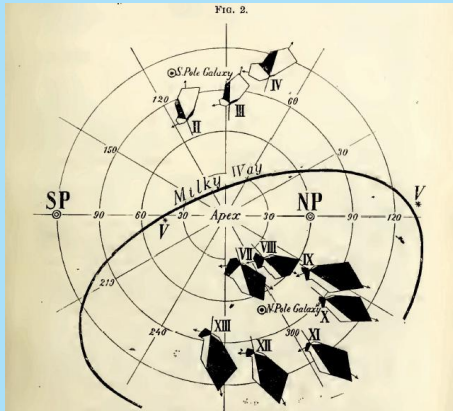 Fig. 2.
S. Pole Galaxy
IV
III
II
120
60
150
30
Milky Way
SP
NP
V
90
60
V
30
Apex
30
90
120
VII
VIII
IX
210
N. Pole Galaxy
X
240
XIII
XII
300
XI